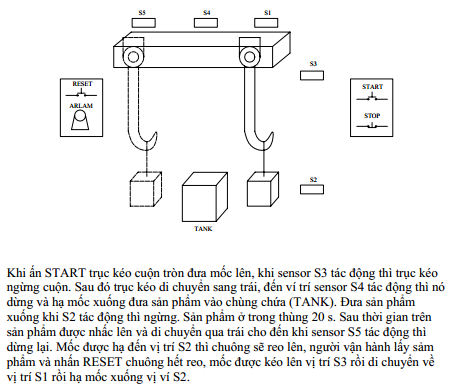 S5 S4 S1
S3
RESET
START
ARLAM
STOP
S2
TANK
Khi ấn START trục kéo cuộn tròn đưa mốc lên, khi sensor S3 tác động thì trục kéo
ngừng cuộn. Sau đó trục kéo di chuyển sang trái, đến ví trí sensor S4 tác động thì nó
dừng và hạ mốc xuống đưa sản phẩm vào chùng chứa (TANK). Đưa sản phẩm
xuống khi S2 tác động thì ngừng. Sản phẩm ở trong thùng 20 s. Sau thời gian trên
sản phẩm được nhấc lên và di chuyển qua trái cho đến khi sensor S5 tác động thì
dừng lại. Mốc được hạ đến vị trí S2 thì chuông sẽ reo lên, người vận hành lấy sảm
phẩm và nhấn RESET chuông hết reo, mốc được kéo lên vị trí S3 rồi di chuyển về
vị trí S1 rồi hạ mốc xuống vị ví S2.